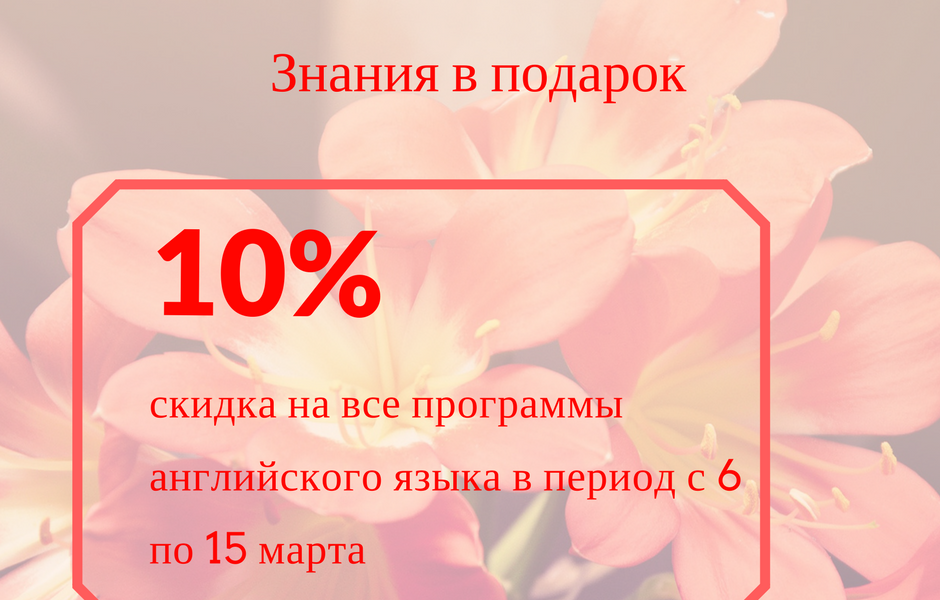 Знания в подарок
10%
скидка на все программы
английского языка в период с 6
по 15 марта